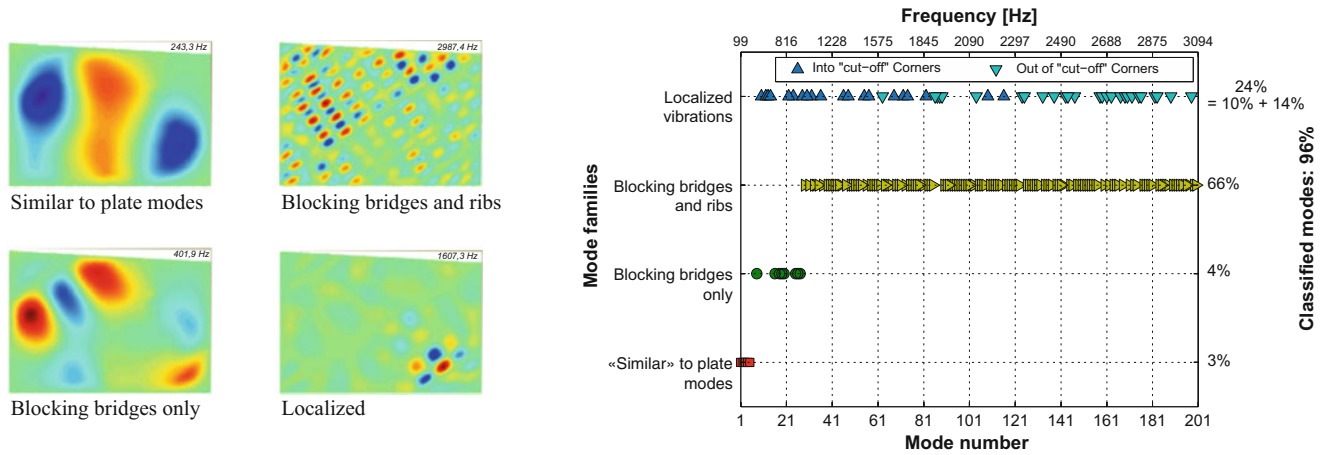 243,3 Hz
Similar to plate modes
2987,4 Hz
Blocking bridges and ribs
401,9 Hz
Blocking bridges only
1607,3 Hz
Localized
Frequency [Hz]
99 816 1228 1575 1845 2090 2297 2490 2688 2875 3094
Into "cut−off" Corners
Out of "cut−off" Corners
Mode families
Localized
vibrations
Blocking bridges
and ribs
Blocking bridges
only
«Similar» to plate
modes
24%
= 10% + 14%
66%
4%
3%
Classified modes: 96%
1 21 41 61 81 101 121 141 161 181 201
Mode number